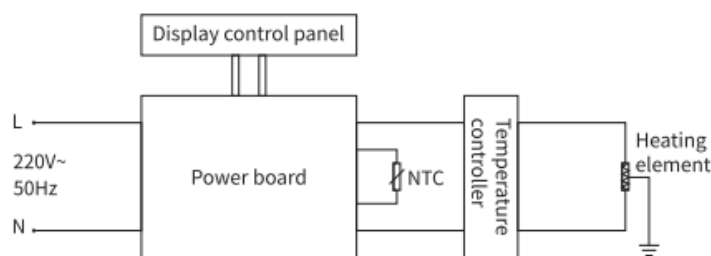 Display control panel
L
220V~
50Hz
N
Power board
NTC
Temperature
controller
Heating
element